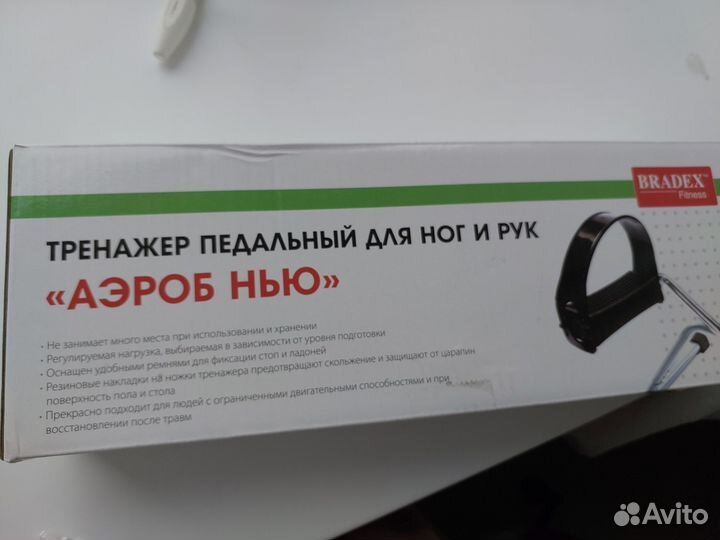 BRADEX™
Fitness
ТРЕНАЖЕР ПЕДАЛЬНЫЙ ДЛЯ НОГ И РУК
«АЭРОБ НЬЮ»
• Не занимает много места при использовании и хранении
• Регулируемая нагрузка, выбираемая в зависимости от уровня подготовки
• Оснащен удобными ремнями для фиксации стоп и ладоней
• Резиновые накладки на ножки тренажера предотвращают скольжение и защищают от царапин
поверхность пола и стола
• Прекрасно подходит для людей с ограниченными двигательными способностями и при
восстановлении после травм
Avito